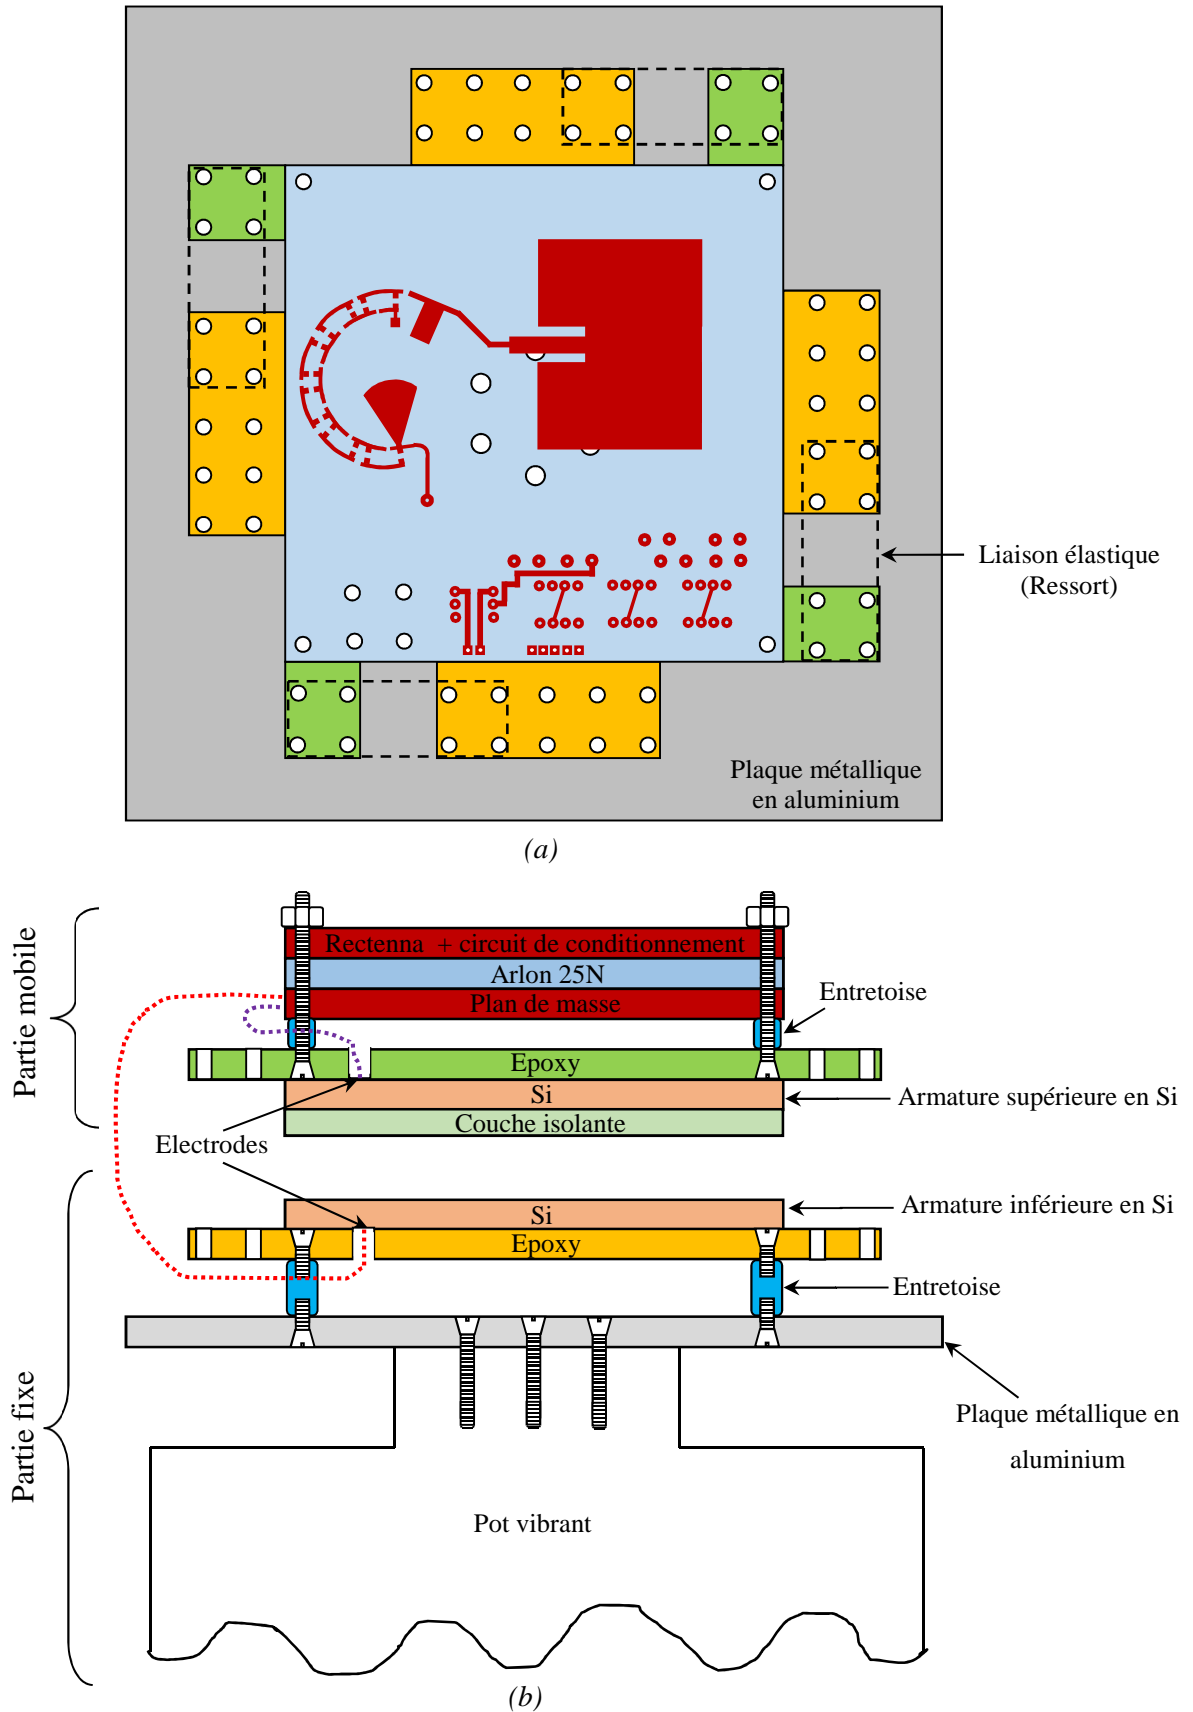 Liaison élastique
(Ressort)
Plaque métallique
en aluminium
(a)
Partie mobile
Rectenna + circuit de conditionnement
Arlon 25N
Plan de masse
Entretoise
Epoxy
Si
Armature supérieure en Si
Couche isolante
Electrodes
Partie fixe
Si
Armature inférieure en Si
Epoxy
Entretoise
Plaque métallique en
aluminium
Pot vibrant
(b)